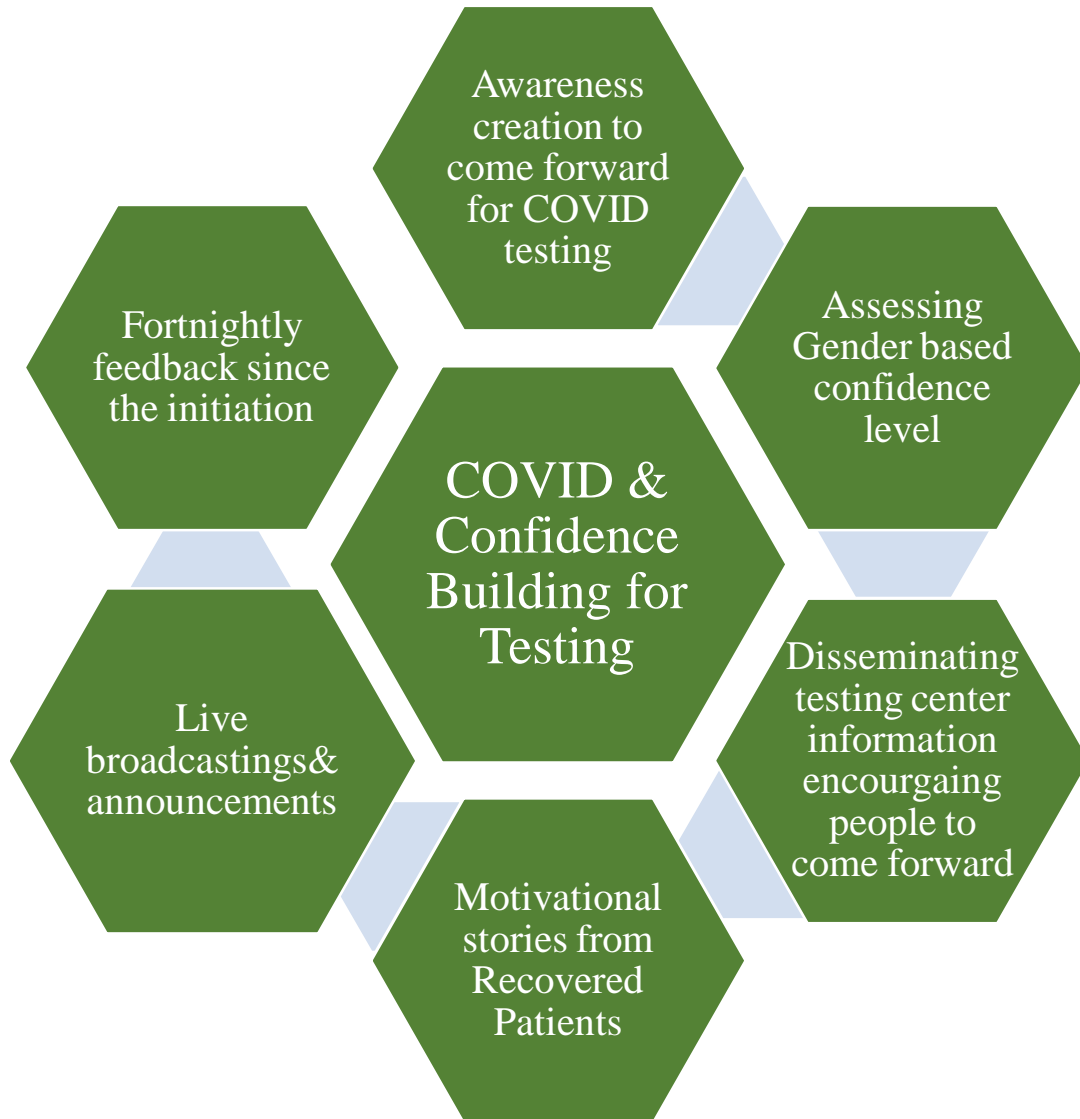 Awareness
creation to
come forward
for COVID
testing
Assessing
Gender based
confidence
level
Disseminating
testing center
information
encourgaing
people to
come forward
Motivational
stories from
Recovered
Patients
Live
broadcastings&
announcements
Fortnightly
feedback since
the initiation
COVID &
Confidence
Building for
Testing